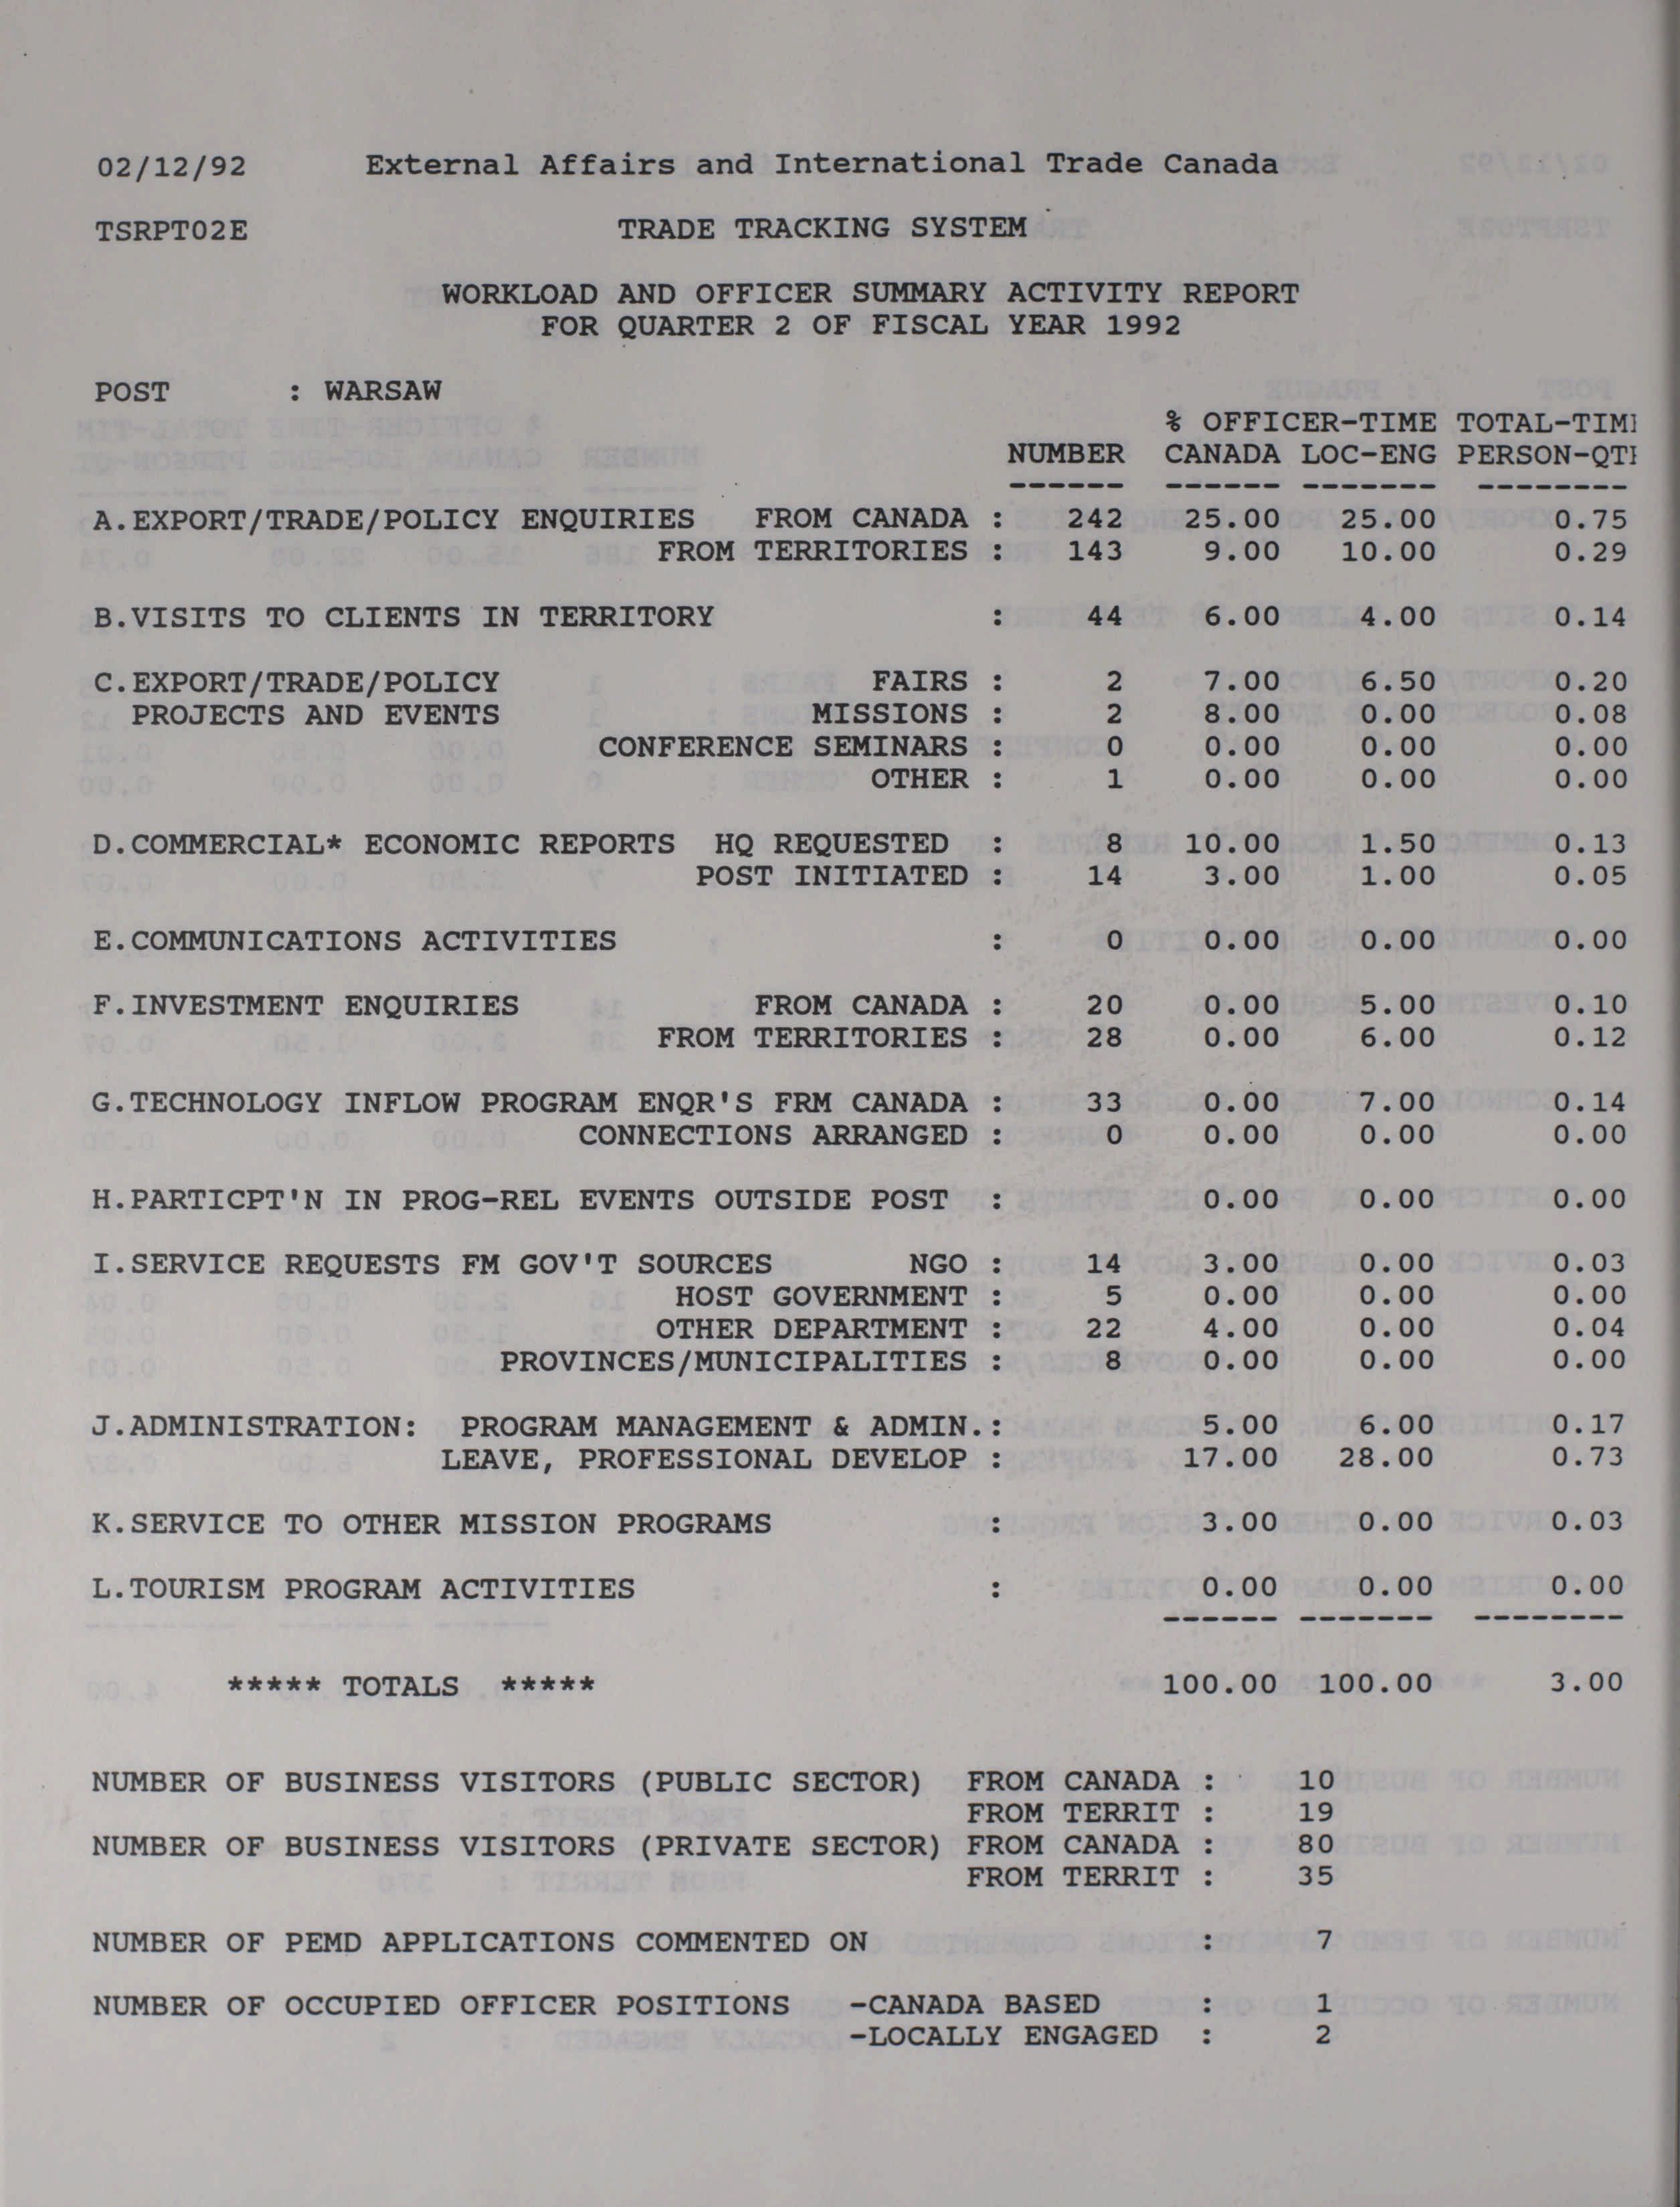 02/12/92 External Affairs and International Trade Canada
TSRPT02E TRADE TRACKING SYSTEM
WORKLOAD AND OFFICER SUMMARY ACTIVITY REPORT
FOR QUARTER 2 OF FISCAL YEAR 1992
POST : WARSAW
% OFFICER-TIME TOTAL-TIM
NUMBER CANADA LOC-ENG PERSON-QT
------ ------ ------- --------
A.EXPORT/TRADE/POLICY ENQUIRIES FROM CANADA : 242 25.00 25.00 0.75
FROM TERRITORIES : 143 9.00 10.00 0.29
B.VISITS TO CLIENTS IN TERRITORY : 44 6.00 4.00 0.14
C.EXPORT/TRADE/POLICY FAIRS : 2 7.00 6.50 0.20
PROJECTS AND EVENTS MISSIONS : 2 8.00 0.00 0.08
CONFERENCE SEMINARS : 0 0.00 0.00 0.00
OTHER : 1 0.00 0.00 0.00
D.COMMERCIAL* ECONOMIC REPORTS HQ REQUESTED : 8 10.00 1.50 0.13
POST INITIATED : 14 3.00 1.00 0.05
E.COMMUNICATIONS ACTIVITIES : 0 0.00 0.00 0.00
F.INVESTMENT ENQUIRIES FROM CANADA : 20 0.00 5.00 0.10
FROM TERRITORIES : 28 0.00 6.00 0.12
G.TECHNOLOGY INFLOW PROGRAM ENQR'S FRM CANADA : 33 0.00 7.00 0.14
CONNECTIONS ARRANGED : 0 0.00 0.00 0.00
H.PARTICPT'N IN PROG-REL EVENTS OUTSIDE POST : 0.00 0.00 0.00
I.SERVICE REQUESTS FM GOV'T SOURCES NGO : 14 3.00 0.00 0.03
HOST GOVERNMENT : 5 0.00 0.00 0.00
OTHER DEPARTMENT : 22 4.00 0.00 0.04
PROVINCES/MUNICIPALITIES : 8 0.00 0.00 0.00
J.ADMINISTRATION: PROGRAM MANAGEMENT & ADMIN.: 5.00 6.00 0.17
LEAVE, PROFESSIONAL DEVELOP : 17.00 28.00 0.73
K.SERVICE TO OTHER MISSION PROGRAMS : 3.00 0.00 0.03
L.TOURISM PROGRAM ACTIVITIES : 0.00 0.00 0.00
------ ------- --------
***** TOTALS ***** 100.00 100.00 3.00
NUMBER OF BUSINESS VISITORS (PUBLIC SECTOR) FROM CANADA : 10
FROM TERRIT : 19
NUMBER OF BUSINESS VISITORS (PRIVATE SECTOR) FROM CANADA : 80
FROM TERRIT : 35
NUMBER OF PEMD APPLICATIONS COMMENTED ON : 7
NUMBER OF OCCUPIED OFFICER POSITIONS -CANADA BASED : 1
-LOCALLY ENGAGED : 2